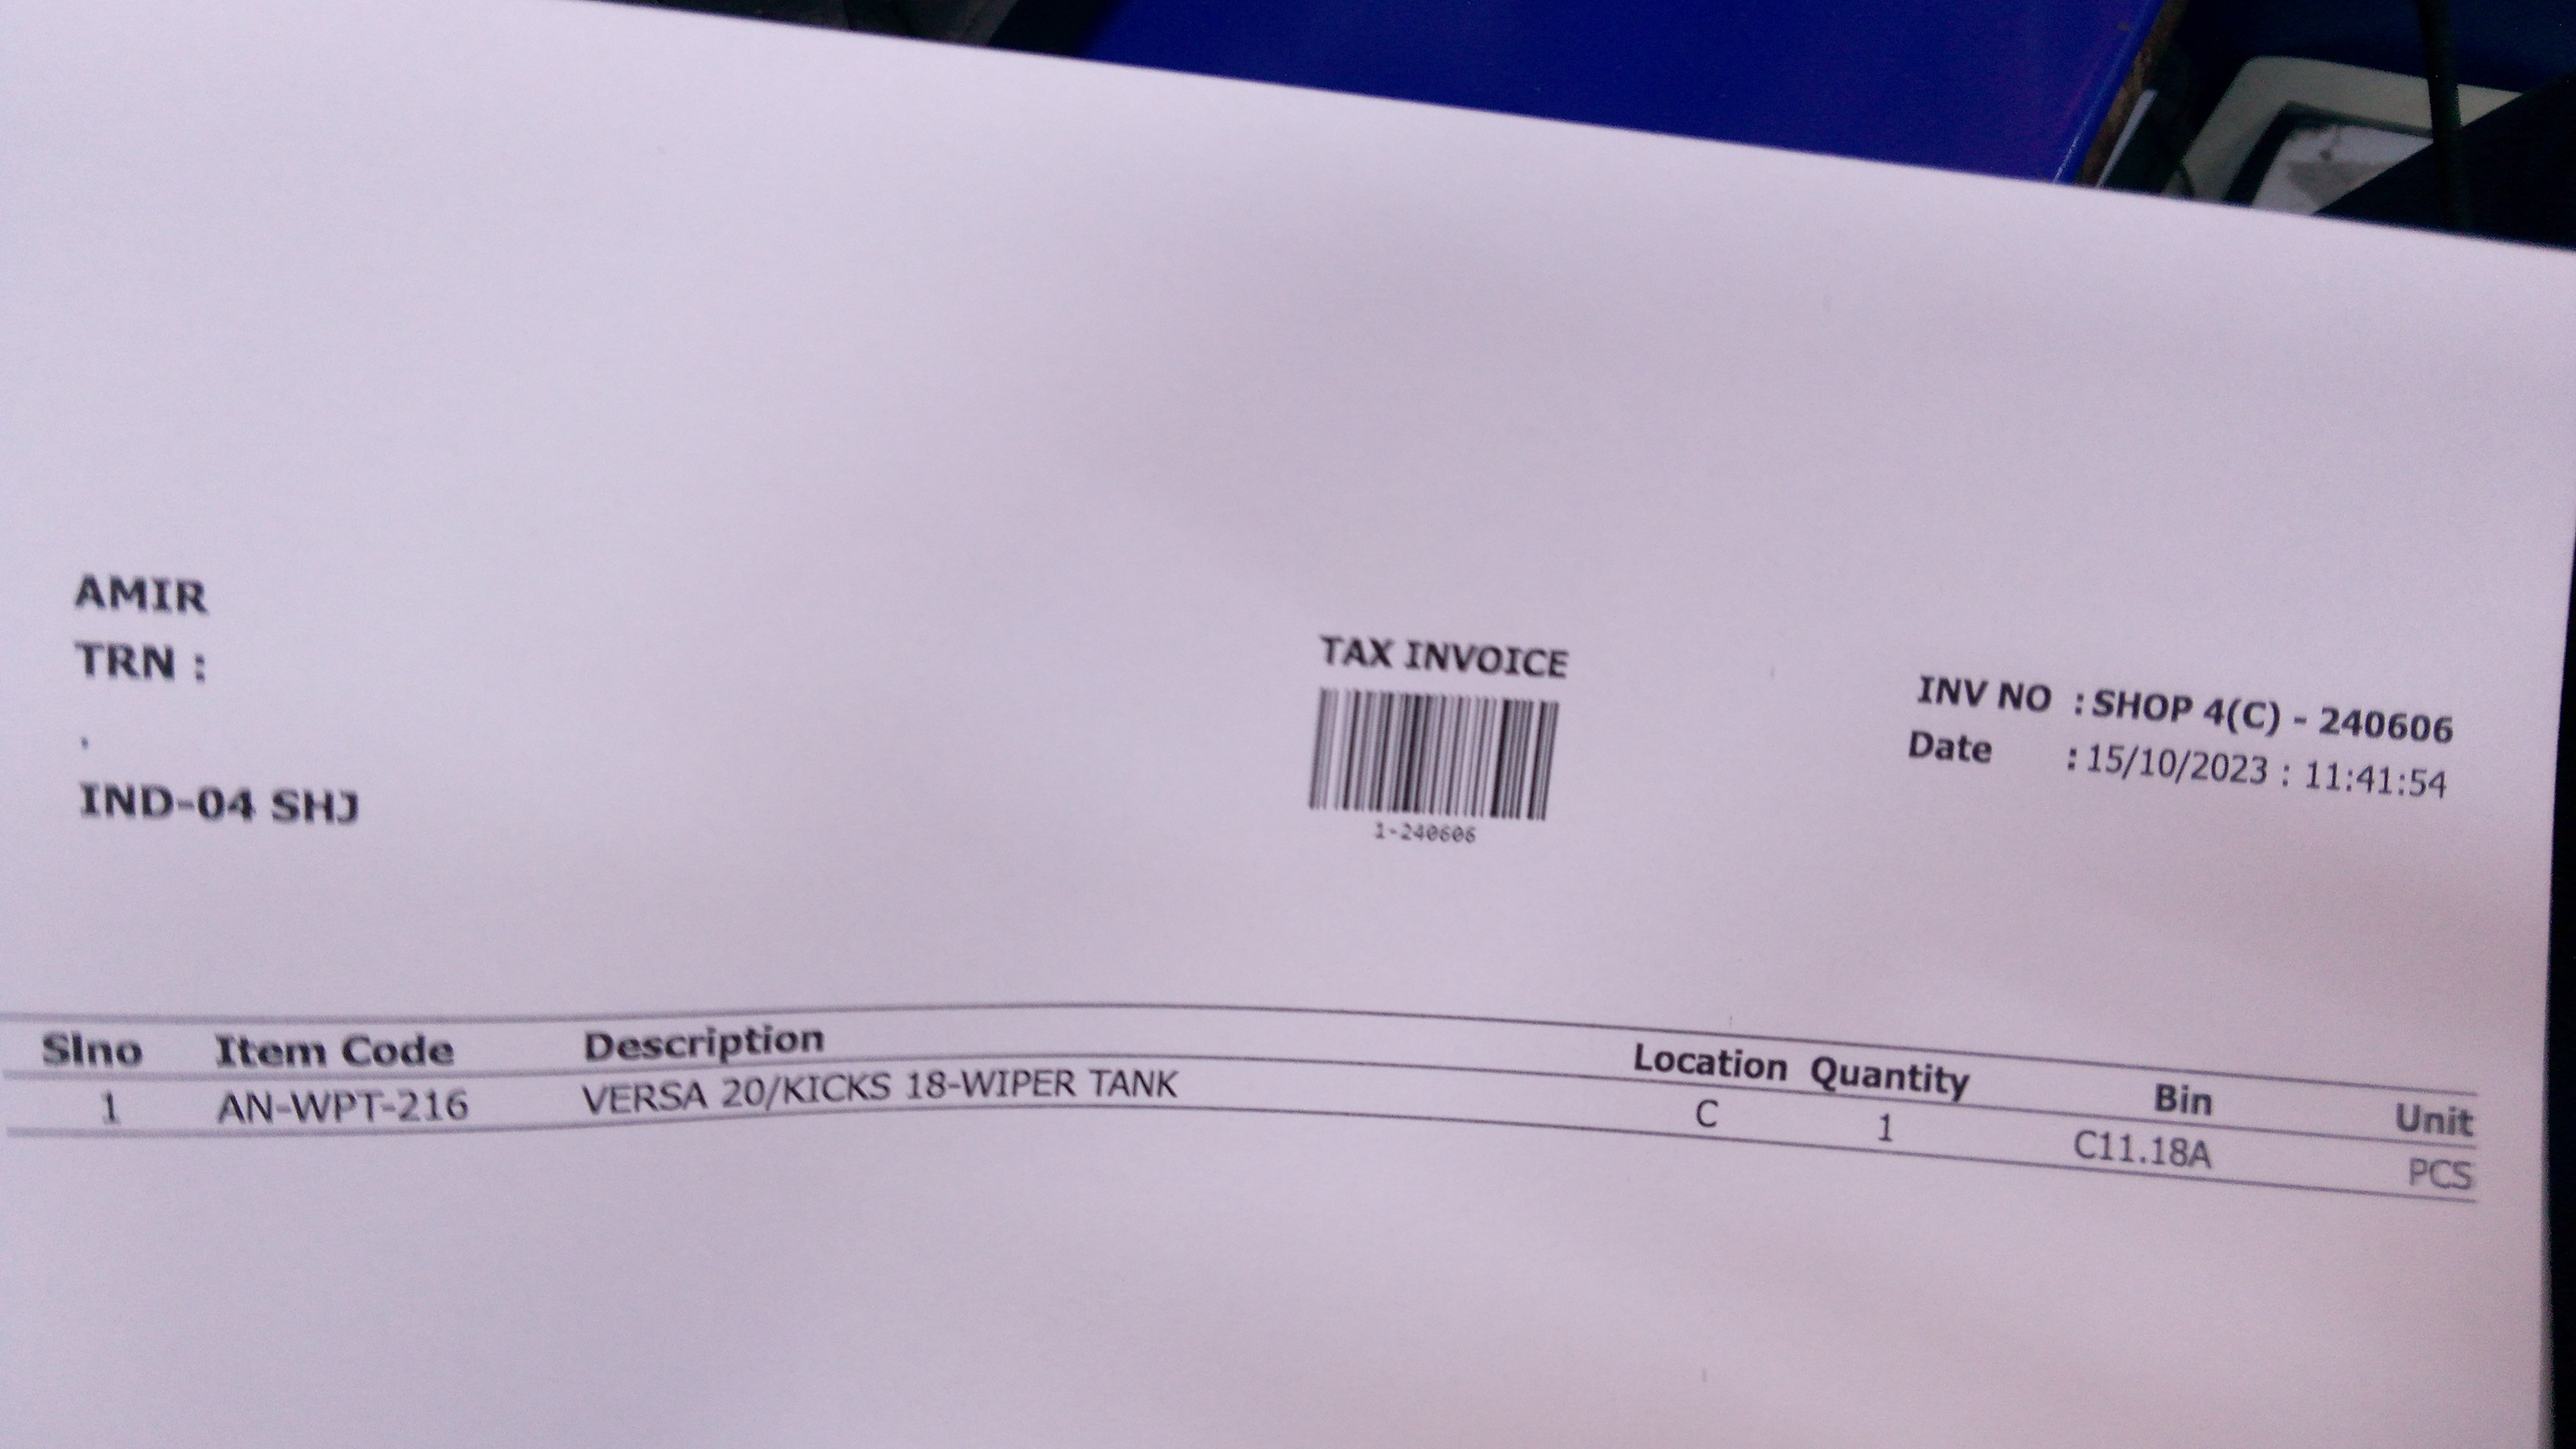 AMIR
TRN :
.
IND-04 SHJ
TAX INVOICE
1-240606
INV NO : SHOP 4(C) - 240606
Date : 15/10/2023 : 11:41:54
Slno Item Code Description Location Quantity Bin Unit
1 AN-WPT-216 VERSA 20/KICKS 18-WIPER TANK C 1 C11.18A PCS